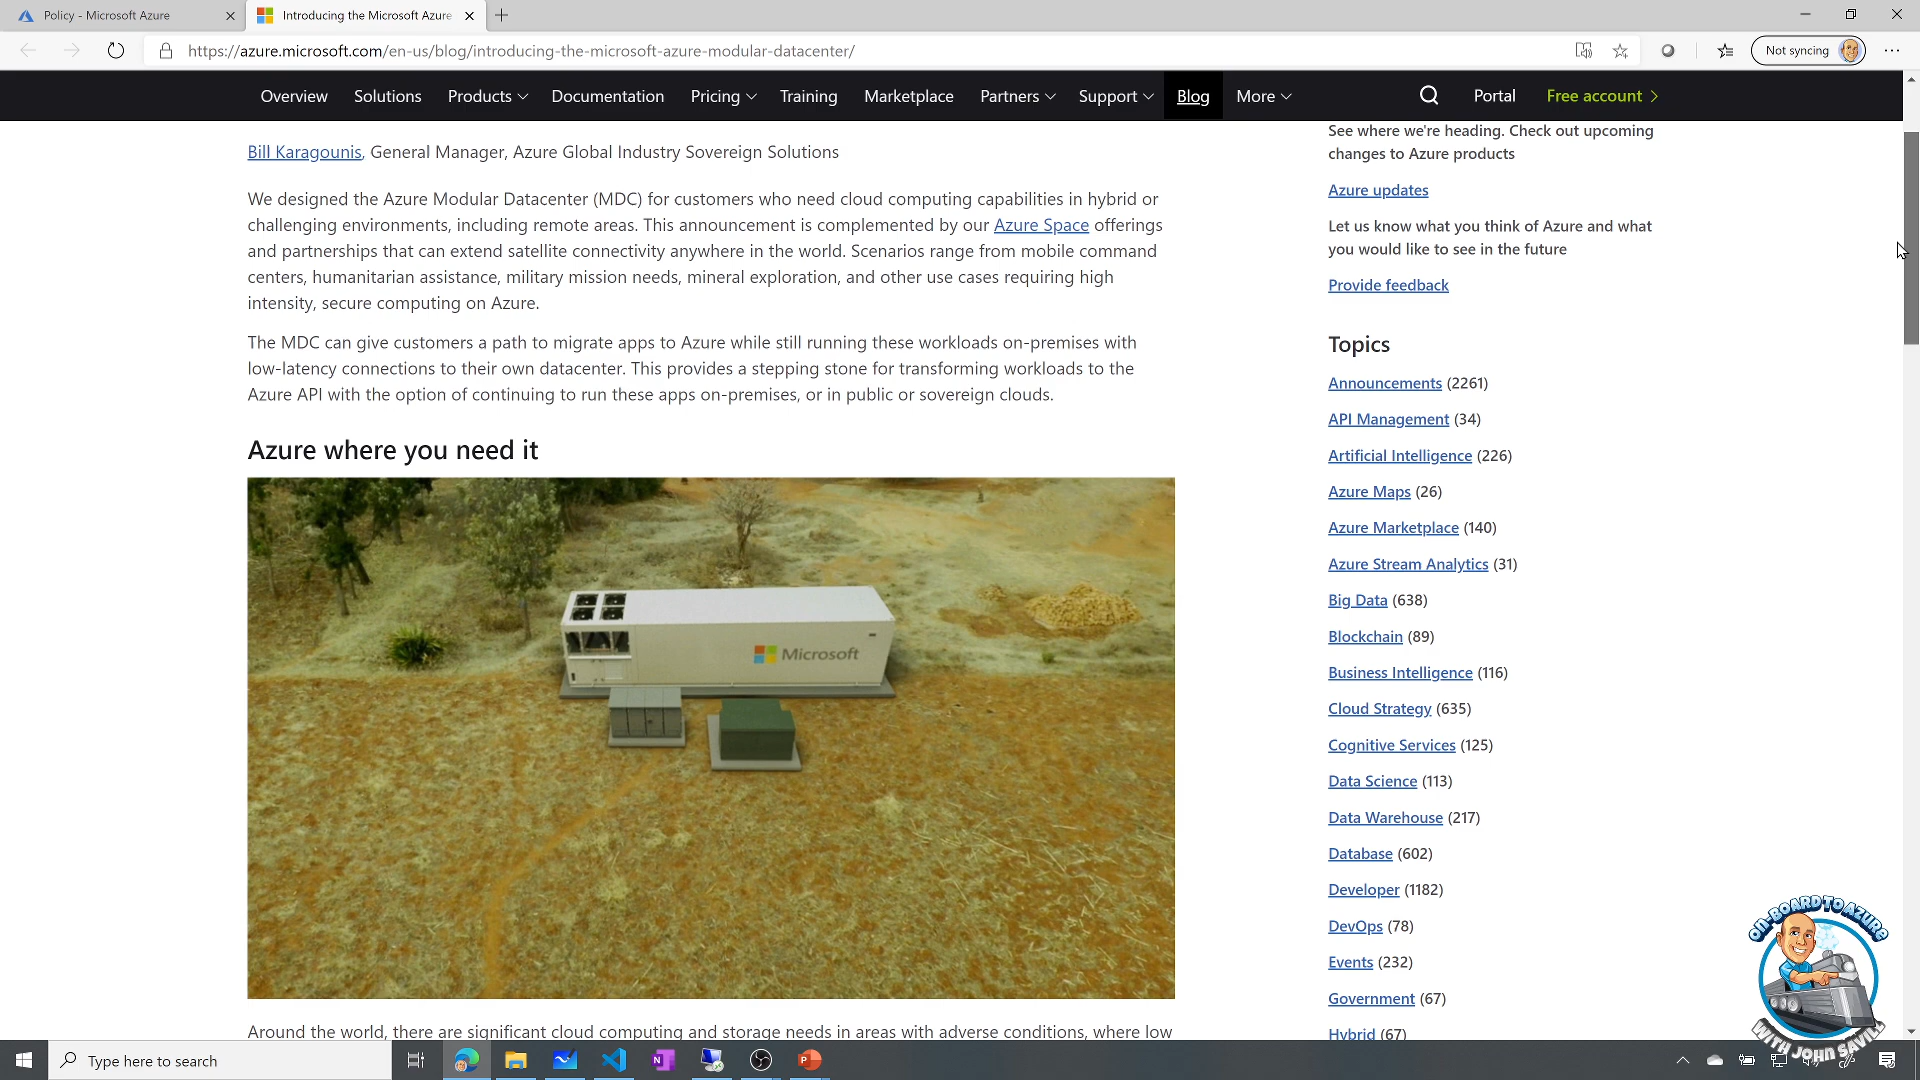 Policy - Microsoft Azure
Introducing the Microsoft Azure
https://azure.microsoft.com/en-us/blog/introducing-the-microsoft-azure-modular-datacenter/
Not syncing
Overview Solutions Products Documentation Pricing Training Marketplace Partners Support Blog More Portal Free account
Bill Karagounis, General Manager, Azure Global Industry Sovereign Solutions
We designed the Azure Modular Datacenter (MDC) for customers who need cloud computing capabilities in hybrid or
challenging environments, including remote areas. This announcement is complemented by our Azure Space offerings
and partnerships that can extend satellite connectivity anywhere in the world. Scenarios range from mobile command
centers, humanitarian assistance, military mission needs, mineral exploration, and other use cases requiring high
intensity, secure computing on Azure.
The MDC can give customers a path to migrate apps to Azure while still running these workloads on-premises with
low-latency connections to their own datacenter. This provides a stepping stone for transforming workloads to the
Azure API with the option of continuing to run these apps on-premises, or in public or sovereign clouds.
Azure where you need it
Microsoft
Around the world, there are significant cloud computing and storage needs in areas with adverse conditions, where low
See where we're heading. Check out upcoming
changes to Azure products
Azure updates
Let us know what you think of Azure and what
you would like to see in the future
Provide feedback
Topics
Announcements (2261)
API Management (34)
Artificial Intelligence (226)
Azure Maps (26)
Azure Marketplace (140)
Azure Stream Analytics (31)
Big Data (638)
Blockchain (89)
Business Intelligence (116)
Cloud Strategy (635)
Cognitive Services (125)
Data Science (113)
Data Warehouse (217)
Database (602)
Developer (1182)
DevOps (78)
Events (232)
Government (67)
Hybrid (67)
ON-BOARD TO AZURE
WITH JOHN SAVILL
Type here to search